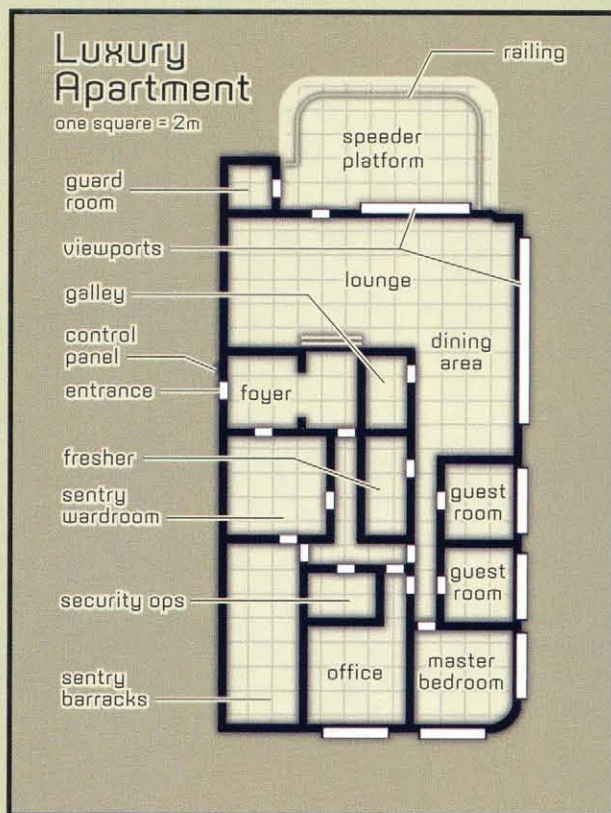 Luxury
Apartment
one square = 2m
railing
speeder
platform
guard
room
viewports
lounge
galley
dining
area
control
panel
entrance
foyer
fresher
sentry
wardroom
guest
room
guest
room
security ops
office
master
bedroom
sentry
barracks